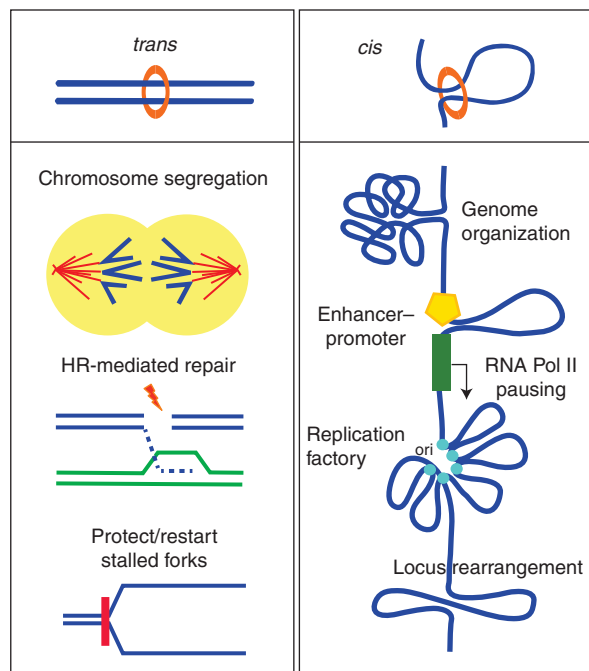 trans
Chromosome segregation
HR-mediated repair
Protect/restart
stalled forks
cis
Genome
organization
Enhancer–
promoter
RNA Pol II
pausing
Replication
factory
ori
Locus rearrangement